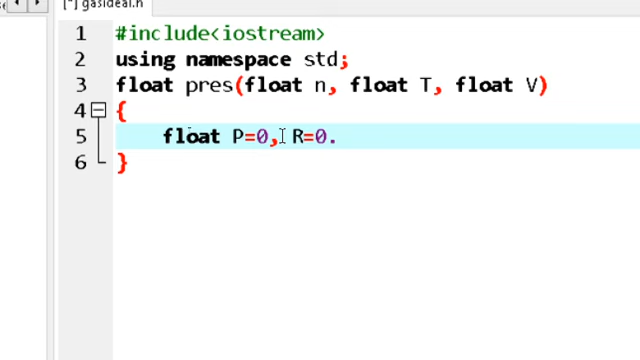 [*] gasideal.h
1 #include<iostream>
2 using namespace std;
3 float pres(float n, float T, float V)
4 {
5 float P=0, R=0.
6 }